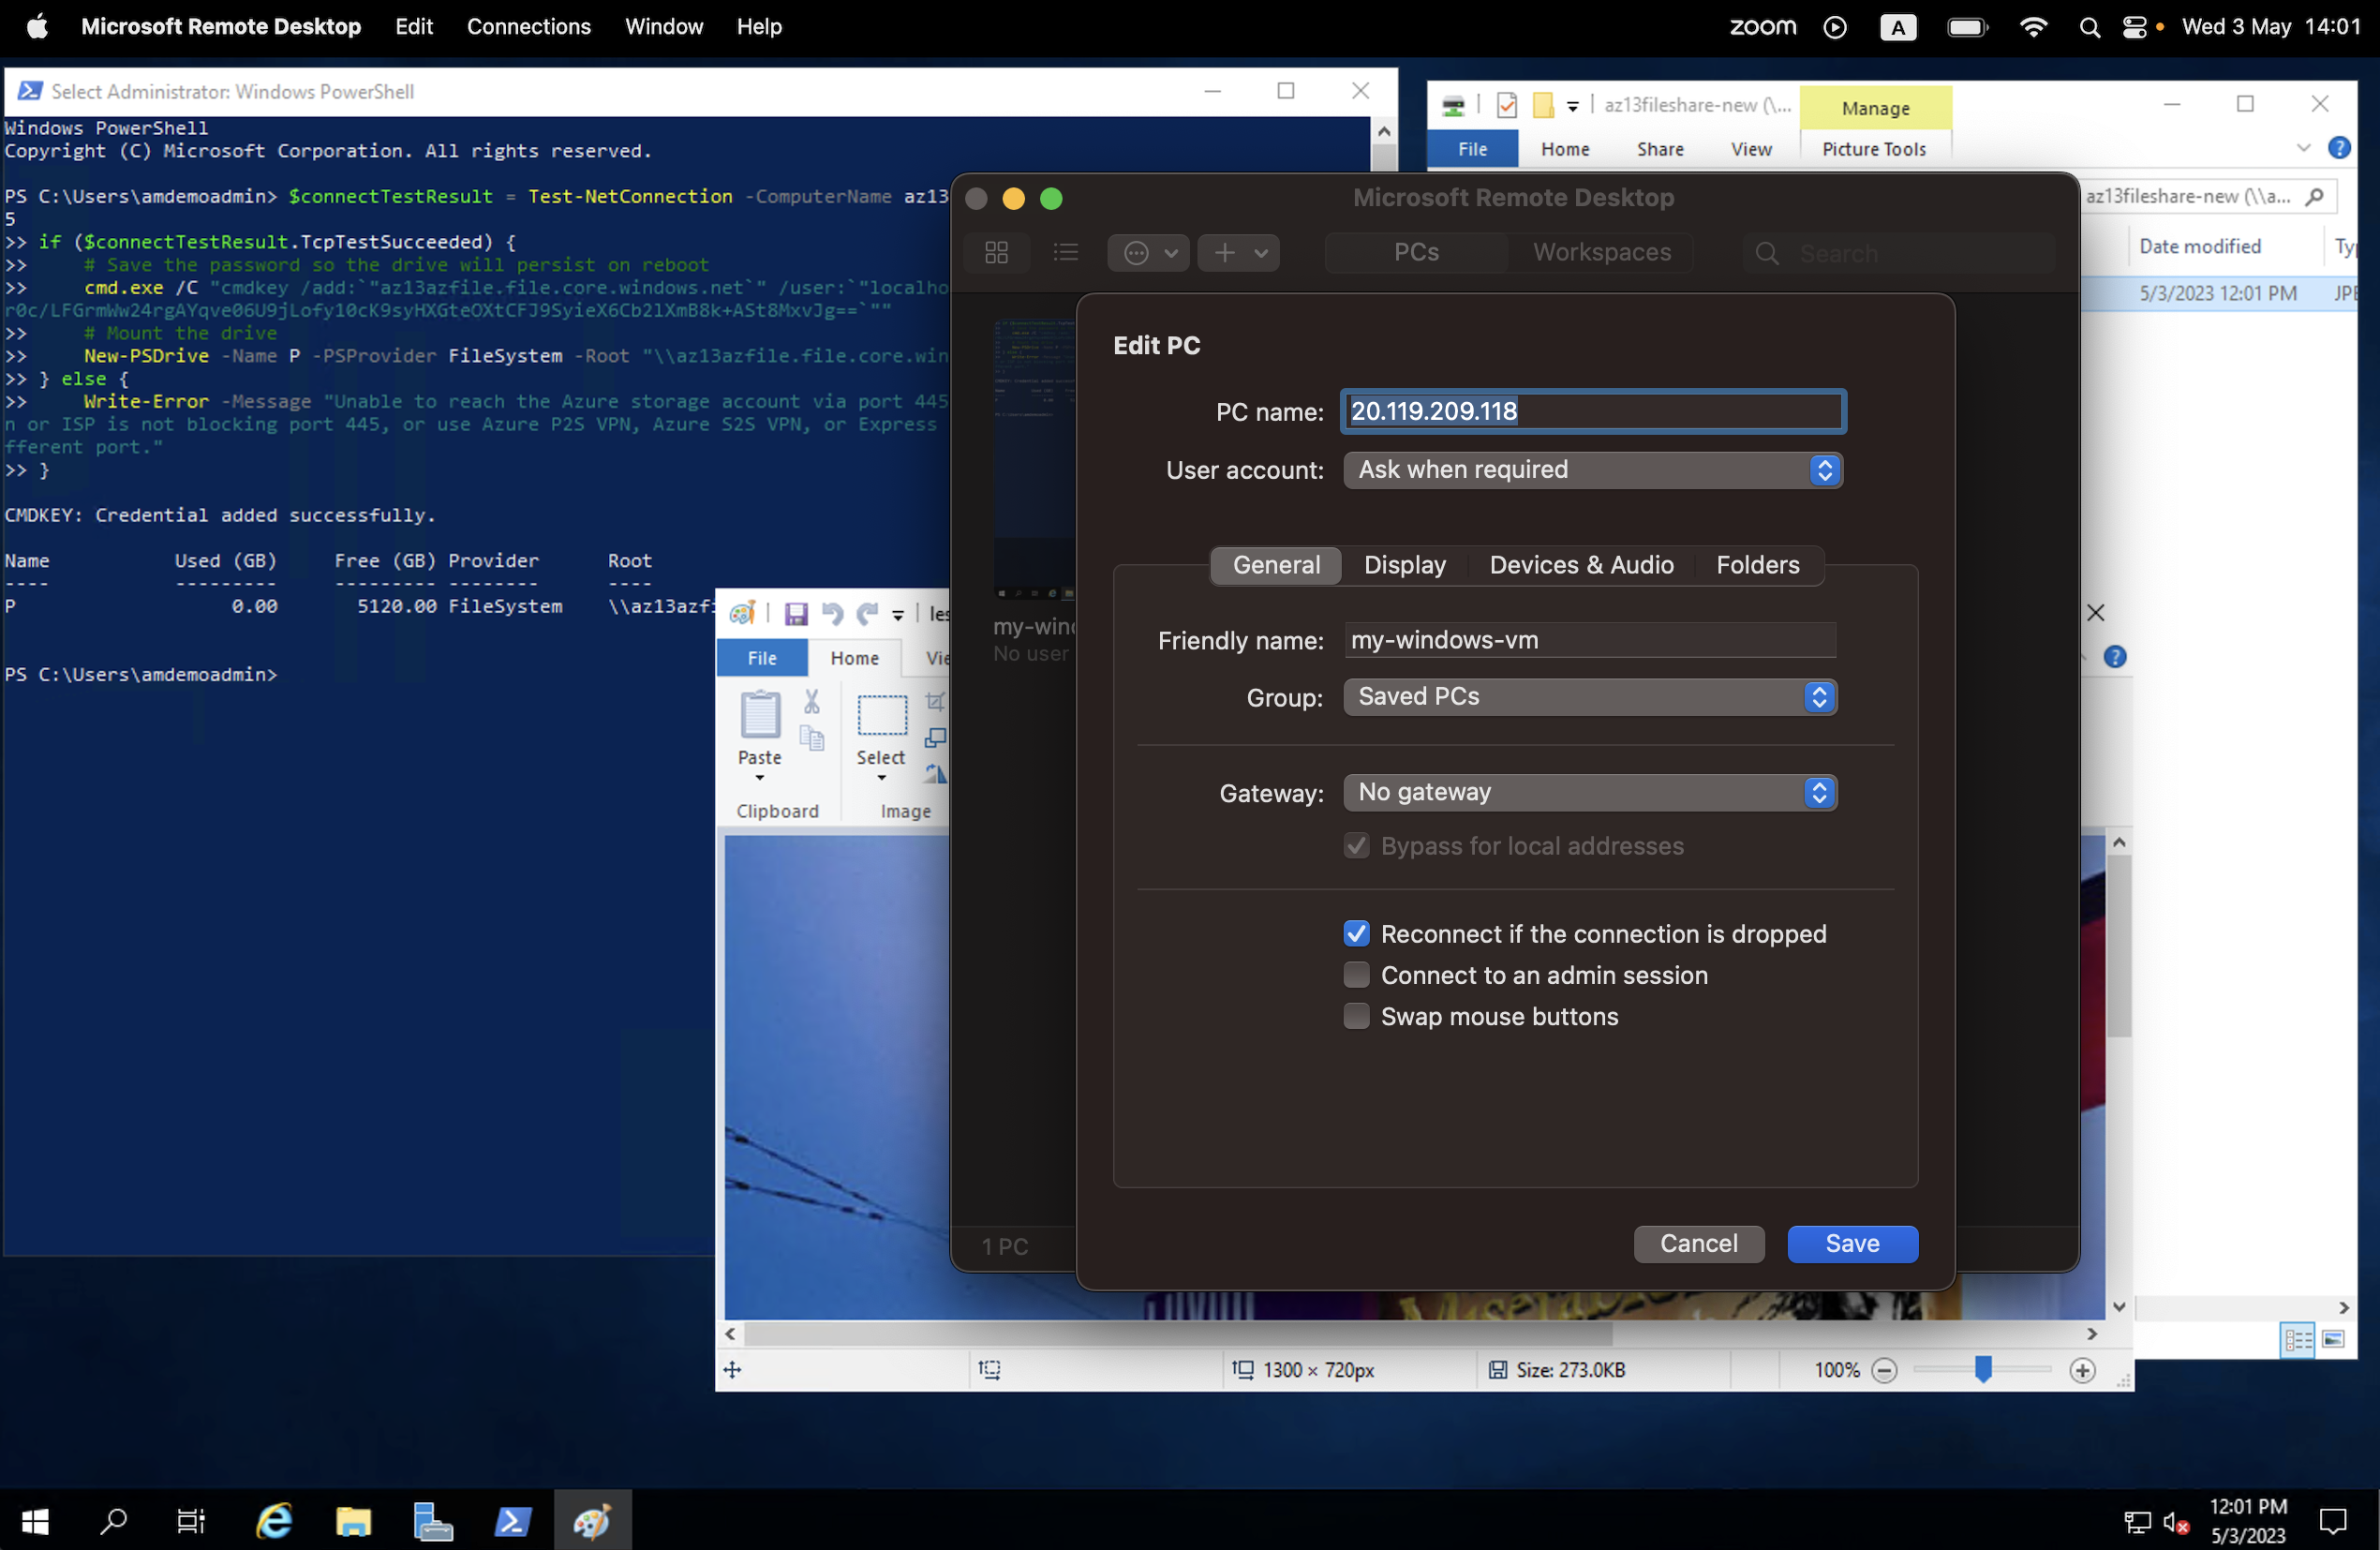 Microsoft Remote Desktop Edit Connections Window Help
zoom A Wed 3 May 14:01
Select Administrator: Windows PowerShell
Windows PowerShell
Copyright (C) Microsoft Corporation. All rights reserved.
PS C:\Users\amdemoadmin> $connectTestResult = Test-NetConnection -ComputerName az13
5
>> if ($connectTestResult.TcpTestSucceeded) {
>> # Save the password so the drive will persist on reboot
>> cmd.exe /C "cmdkey /add:`"az13azfile.file.core.windows.net`" /user:`"localho
r0c/LFGrmWw24rgAYqve06U9jLofy10cK9syHXGteOXtCFJ9SyieX6Cb2lXmB8k+ASt8MxvJg==`""
>> # Mount the drive
>> New-PSDrive -Name P -PSProvider FileSystem -Root "\\az13azfile.file.core.win
>> } else {
>> Write-Error -Message "Unable to reach the Azure storage account via port 445
n or ISP is not blocking port 445, or use Azure P2S VPN, Azure S2S VPN, or Express
fferent port."
>> }
CMDKEY: Credential added successfully.
Name Used (GB) Free (GB) Provider Root
---- --------- --------- -------- ----
P 0.00 5120.00 FileSystem \\az13azfi
PS C:\Users\amdemoadmin>
az13fileshare-new (\... Manage
File Home Share View Picture Tools
az13fileshare-new (\\a...
Date modified Ty
5/3/2023 12:01 PM JPE
Microsoft Remote Desktop
PCs Workspaces Search
my-wind
No user
1 PC
Edit PC
PC name: 20.119.209.118
User account: Ask when required
General Display Devices & Audio Folders
Friendly name: my-windows-vm
Group: Saved PCs
Gateway: No gateway
Bypass for local addresses
Reconnect if the connection is dropped
Connect to an admin session
Swap mouse buttons
Cancel Save
les
File Home Vie
Paste Select
Clipboard Image
1300 × 720px Size: 273.0KB 100%
12:01 PM
5/3/2023